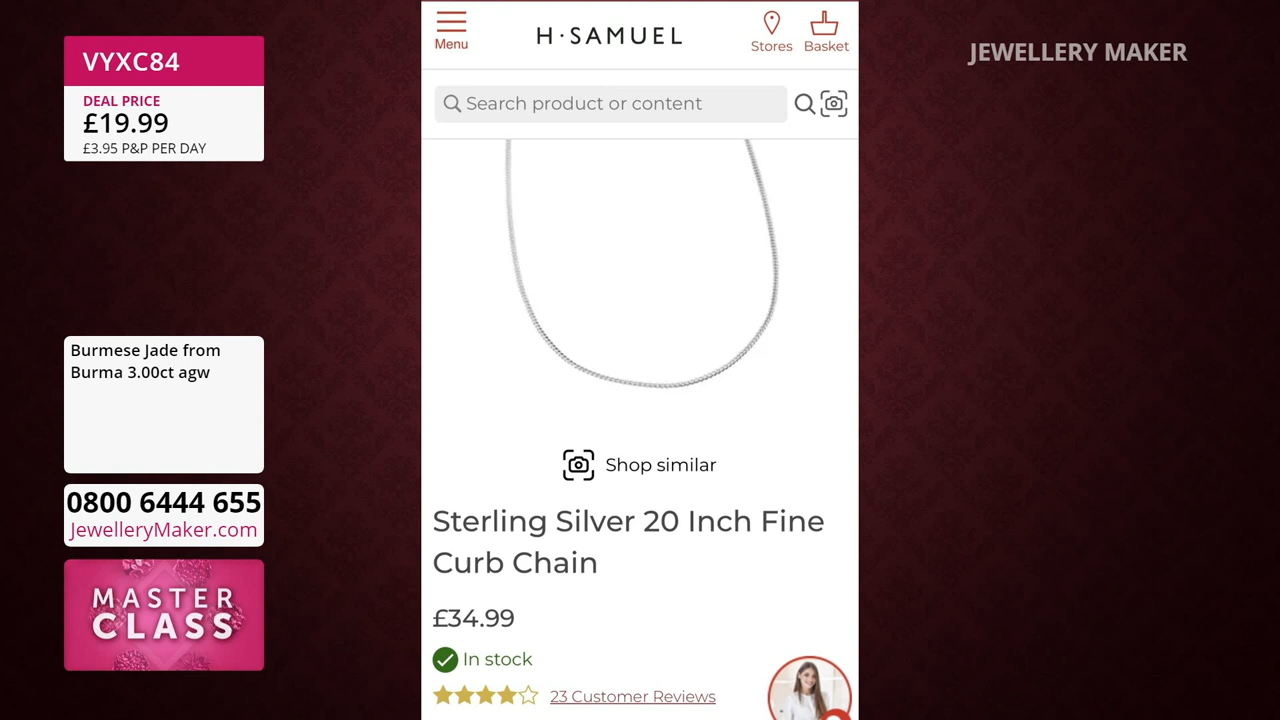 VYXC84
DEAL PRICE
£19.99
£3.95 P&P PER DAY
Burmese Jade from
Burma 3.00ct agw
0800 6444 655
JewelleryMaker.com
MASTER
CLASS
Menu
H·SAMUEL
Stores
Basket
Search product or content
Shop similar
Sterling Silver 20 Inch Fine
Curb Chain
£34.99
In stock
23 Customer Reviews
JEWELLERY MAKER